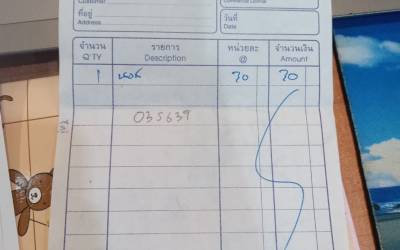 Customer
ที่อยู่
Address
วันที่
Date
จำนวน รายการ หน่วยละ จำนวนเงิน
Q'TY Description @ Amount
1 70 70
035639